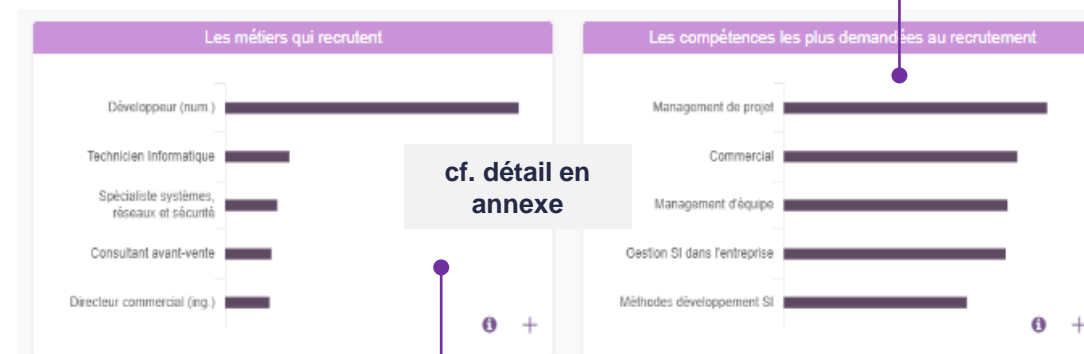 Les métiers qui recrutent
Développeur (num.)
Technicien Informatique
Spécialiste systèmes,
réseaux et sécurité
Consultant avant-vente
Directeur commercial (ing.)
cf. détail en
annexe
Les compétences les plus demandées au recrutement
Management de projet
Commercial
Management d'équipe
Gestion SI dans l'entreprise
Méthodes développement SI